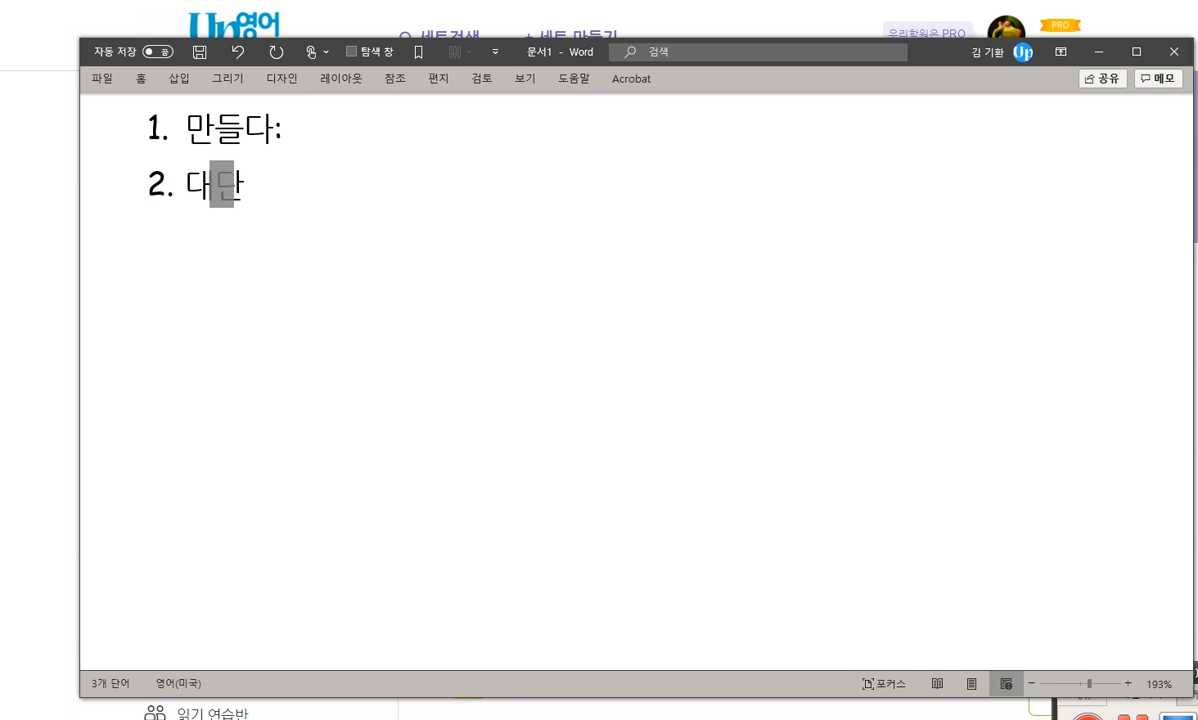 Up영어
세트검색 + 세트 만들기 우리학원은 PRO PRO
자동 저장 끔 탐색 창 문서1 - Word 검색 김 기환 Up
파일 홈 삽입 그리기 디자인 레이아웃 참조 편지 검토 보기 도움말 Acrobat 공유 메모
1. 만들다:
2. 대단
3개 단어 영어(미국) 포커스 - + 193%
읽기 연습반